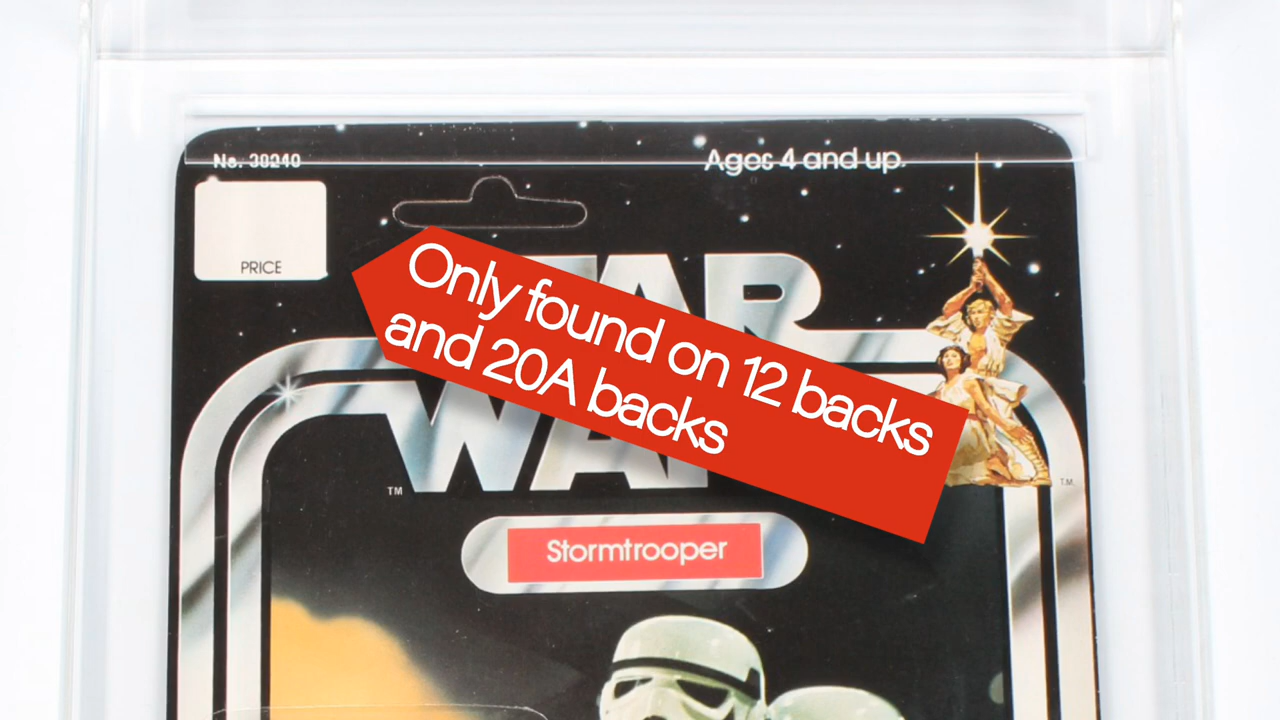 No. 38240
Ages 4 and up.
PRICE
STAR
Only found on 12 backs
and 20A backs
WARS
TM
T.M.
Stormtrooper